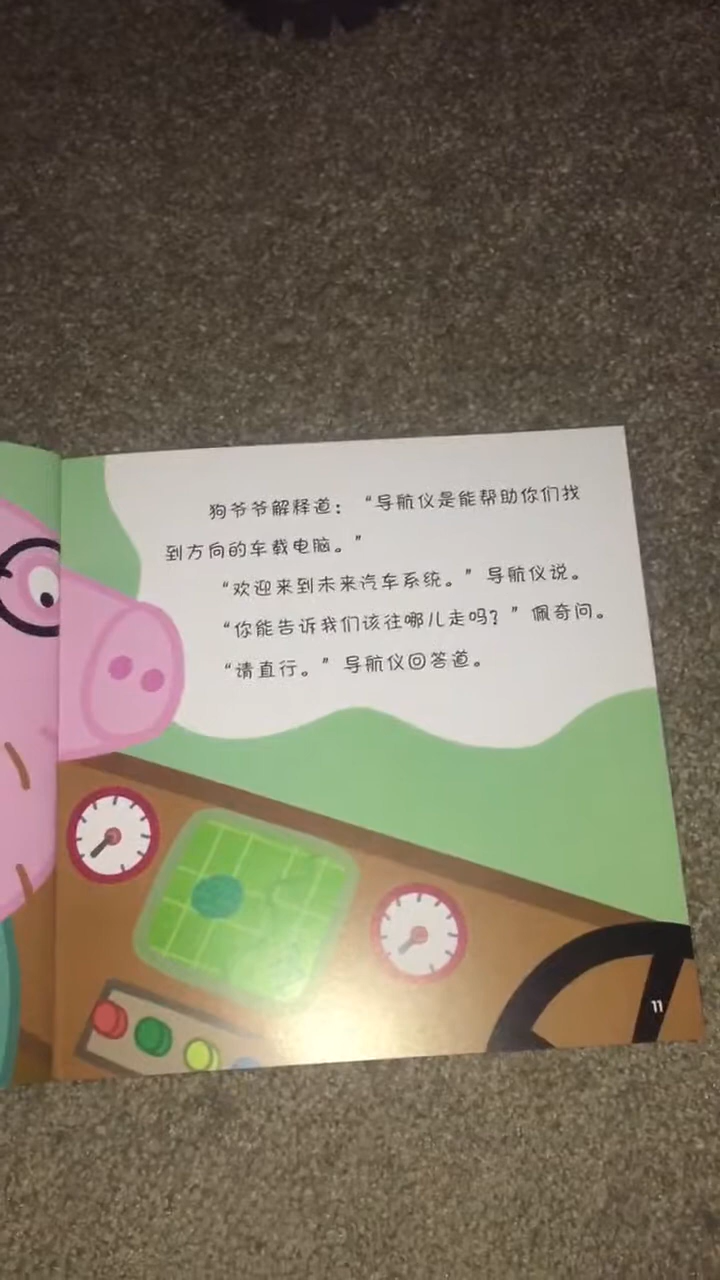 狗爷爷解释道：“导航仪是能帮助你们找
到方向的车载电脑。”
“欢迎来到未来汽车系统。”导航仪说。
“你能告诉我们该往哪儿走吗？”佩奇问。
“请直行。”导航仪回答道。
11